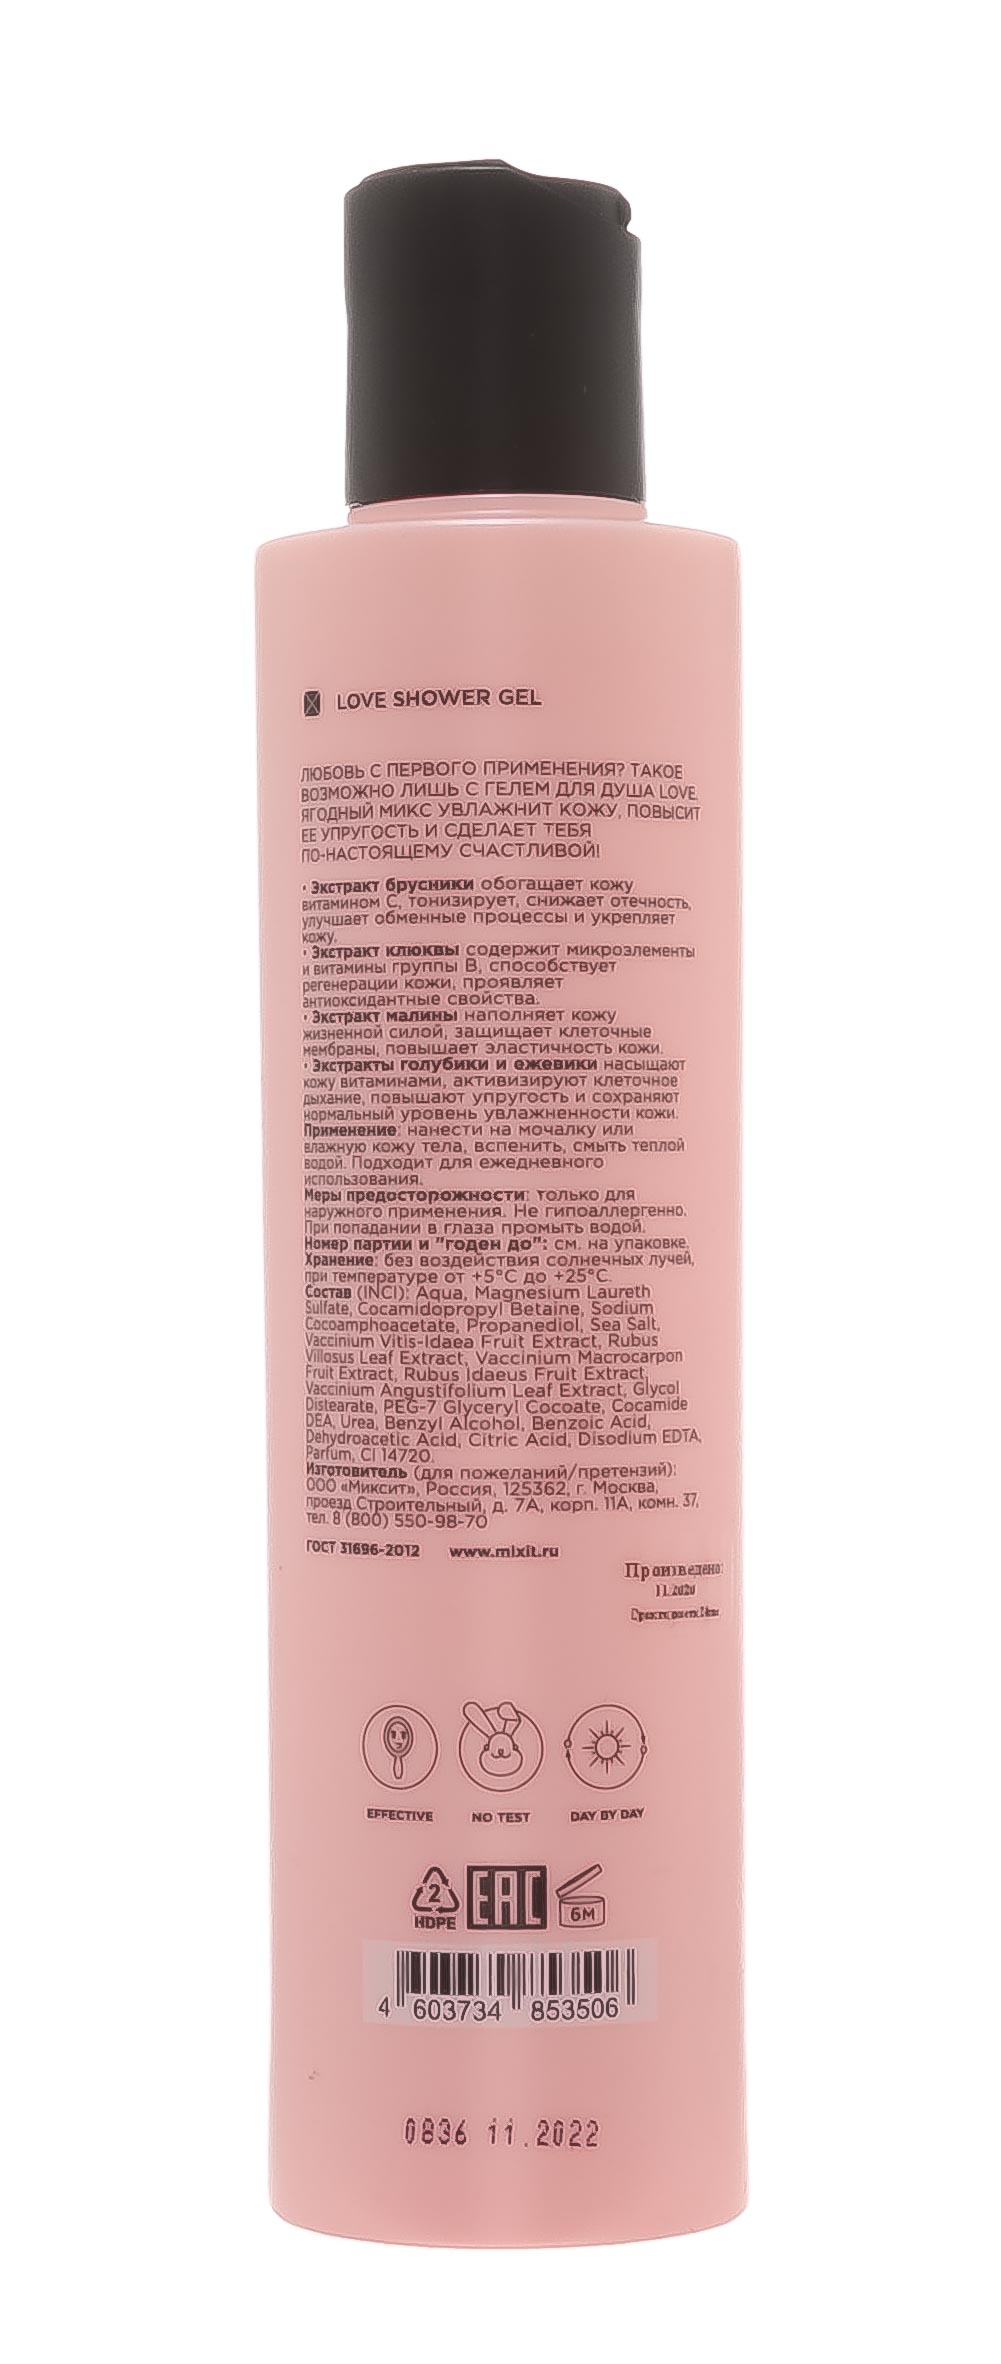 LOVE SHOWER GEL
ЛЮБОВЬ С ПЕРВОГО ПРИМЕНЕНИЯ? ТАКОЕ
ВОЗМОЖНО ЛИШЬ С ГЕЛЕМ ДЛЯ ДУША LOVE.
ЯГОДНЫЙ МИКС УВЛАЖНИТ КОЖУ, ПОВЫСИТ
ЕЕ УПРУГОСТЬ И СДЕЛАЕТ ТЕБЯ
ПО-НАСТОЯЩЕМУ СЧАСТЛИВОЙ!
• Экстракт брусники обогащает кожу
витамином С, тонизирует, снижает отечность,
улучшает обменные процессы и укрепляет
кожу.
• Экстракт клюквы содержит микроэлементы
и витамины группы В, способствует
регенерации кожи, проявляет
антиоксидантные свойства.
• Экстракт малины наполняет кожу
жизненной силой, защищает клеточные
мембраны, повышает эластичность кожи.
• Экстракты голубики и ежевики насыщают
кожу витаминами, активизируют клеточное
дыхание, повышают упругость и сохраняют
нормальный уровень увлажненности кожи.
Применение: нанести на мочалку или
влажную кожу тела, вспенить, смыть теплой
водой. Подходит для ежедневного
использования.
Меры предосторожности: только для
наружного применения. Не гипоаллергенно.
При попадании в глаза промыть водой.
Номер партии и "годен до": см. на упаковке.
Хранение: без воздействия солнечных лучей,
при температуре от +5°С до +25°С.
Состав (INCI): Aqua, Magnesium Laureth
Sulfate, Cocamidopropyl Betaine, Sodium
Cocoamphoacetate, Propanediol, Sea Salt,
Vaccinium Vitis-Idaea Fruit Extract, Rubus
Villosus Leaf Extract, Vaccinium Macrocarpon
Fruit Extract, Rubus Idaeus Fruit Extract,
Vaccinium Angustifolium Leaf Extract, Glycol
Distearate, PEG-7 Glyceryl Cocoate, Cocamide
DEA, Urea, Benzyl Alcohol, Benzoic Acid,
Dehydroacetic Acid, Citric Acid, Disodium EDTA,
Parfum, CI 14720.
Изготовитель (для пожеланий/претензий):
ООО «Миксит», Россия, 125362, г. Москва,
проезд Строительный, д. 7А, корп. 11А, комн. 37,
тел. 8 (800) 550-98-70
ГОСТ 31696-2012 www.mixit.ru
Произведено:
11.2020
EFFECTIVE NO TEST DAY BY DAY
2
HDPE EAC 6M
4 603734 853506
0836 11.2022